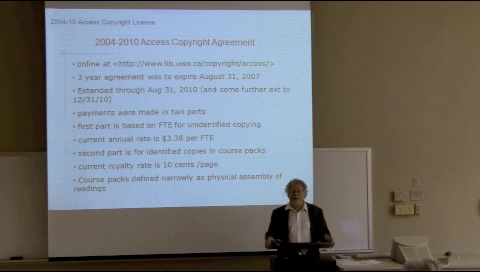 2004-10 Access Copyright License
2004-2010 Access Copyright Agreement
• online at <http://www.lib.uwo.ca/copyright/access/>
• 3 year agreement was to expire August 31, 2007
• Extended through Aug 31, 2010 (and some further ext to
12/31/10)
• payments were made in two parts
• first part is based on FTE for unidentified copying
• current annual rate is $3.38 per FTE
• second part is for identified copies in course packs
• current royalty rate is 10 cents /page
• Course packs defined narrowly as physical assembly of
readings